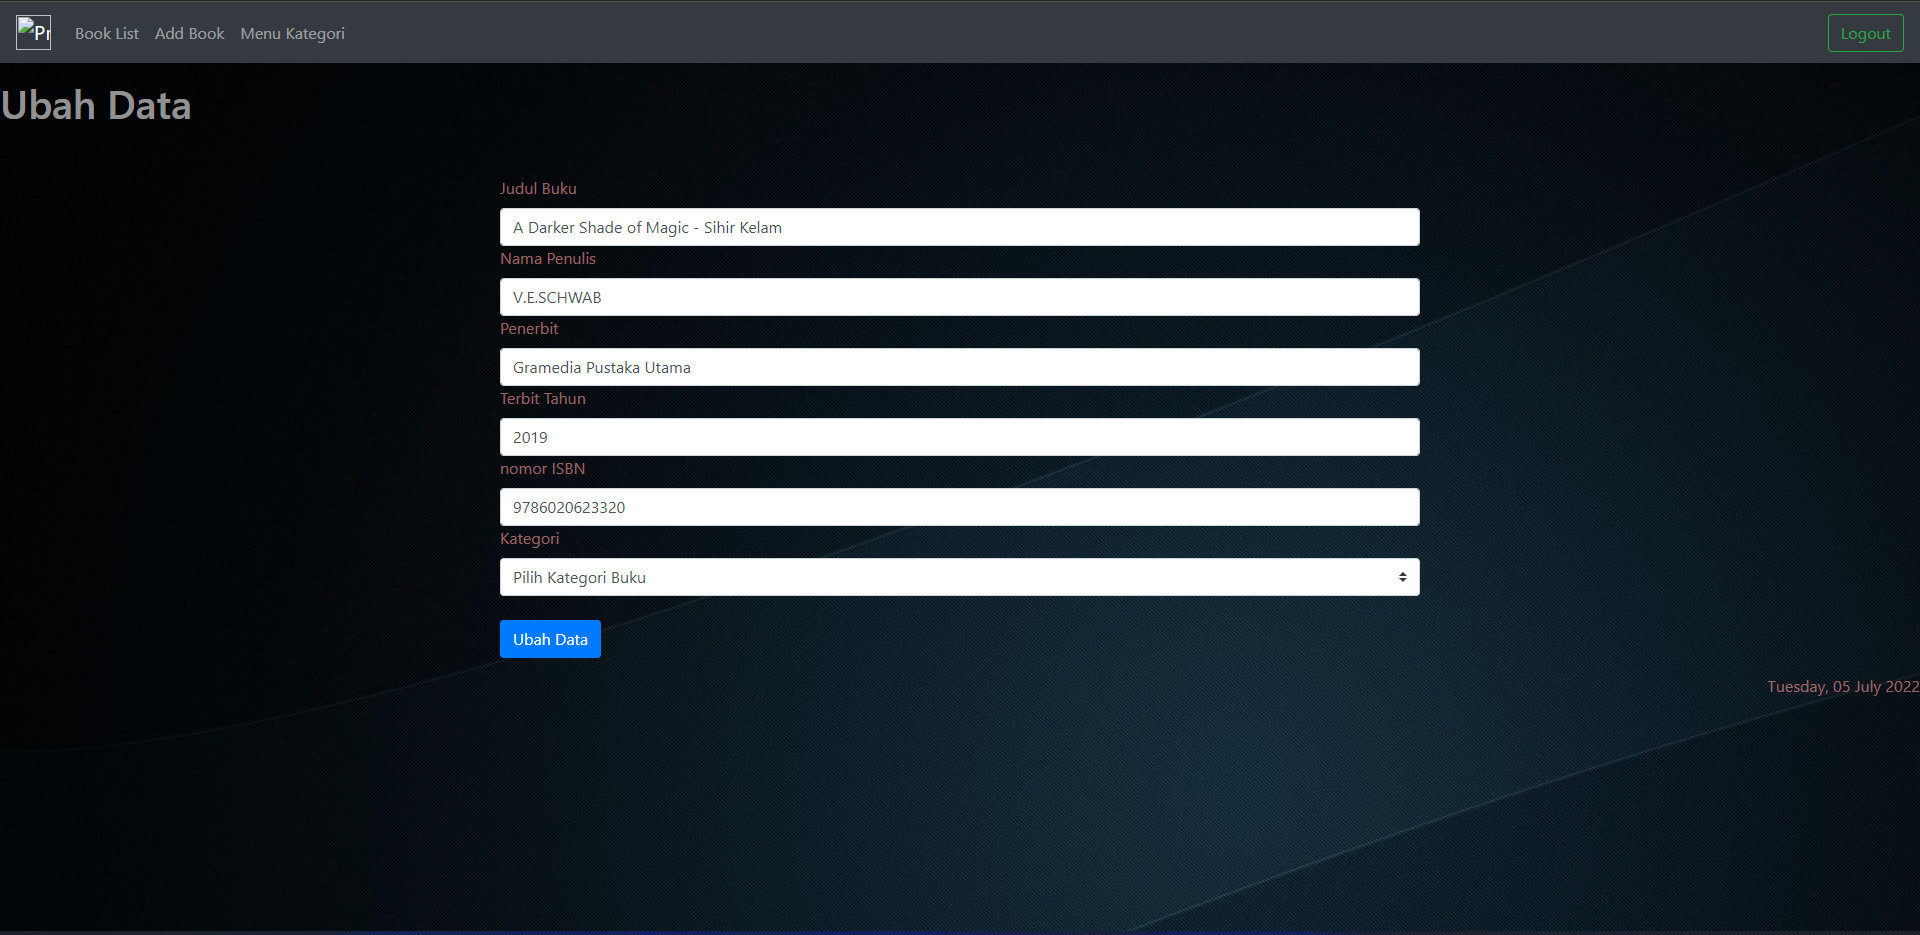 Book List Add Book Menu Kategori Logout
Ubah Data
Judul Buku
A Darker Shade of Magic - Sihir Kelam
Nama Penulis
V.E.SCHWAB
Penerbit
Gramedia Pustaka Utama
Terbit Tahun
2019
nomor ISBN
9786020623320
Kategori
Pilih Kategori Buku
Ubah Data
Tuesday, 05 July 2022